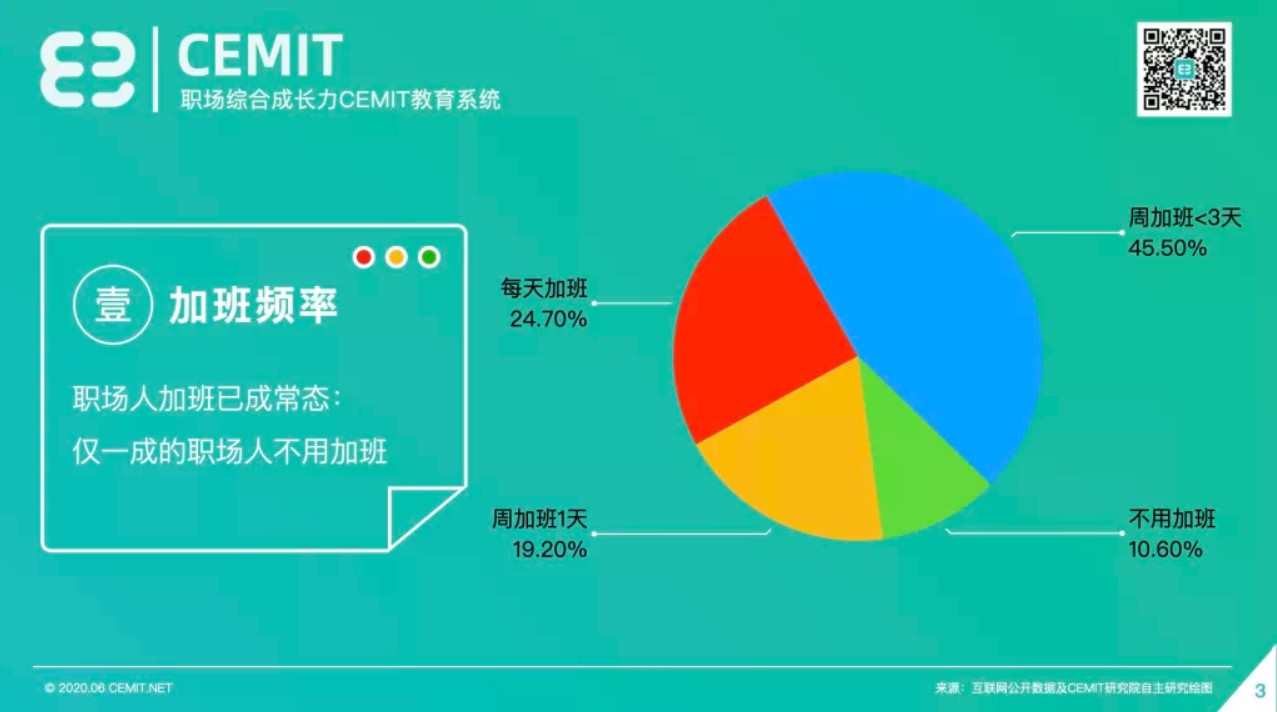 CEMIT
职场综合成长力CEMIT教育系统
壹 加班频率
职场人加班已成常态：
仅一成的职场人不用加班
周加班<3天
45.50%
每天加班
24.70%
周加班1天
19.20%
不用加班
10.60%
© 2020.06 CEMIT.NET
来源：互联网公开数据及CEMIT研究院自主研究绘图
3